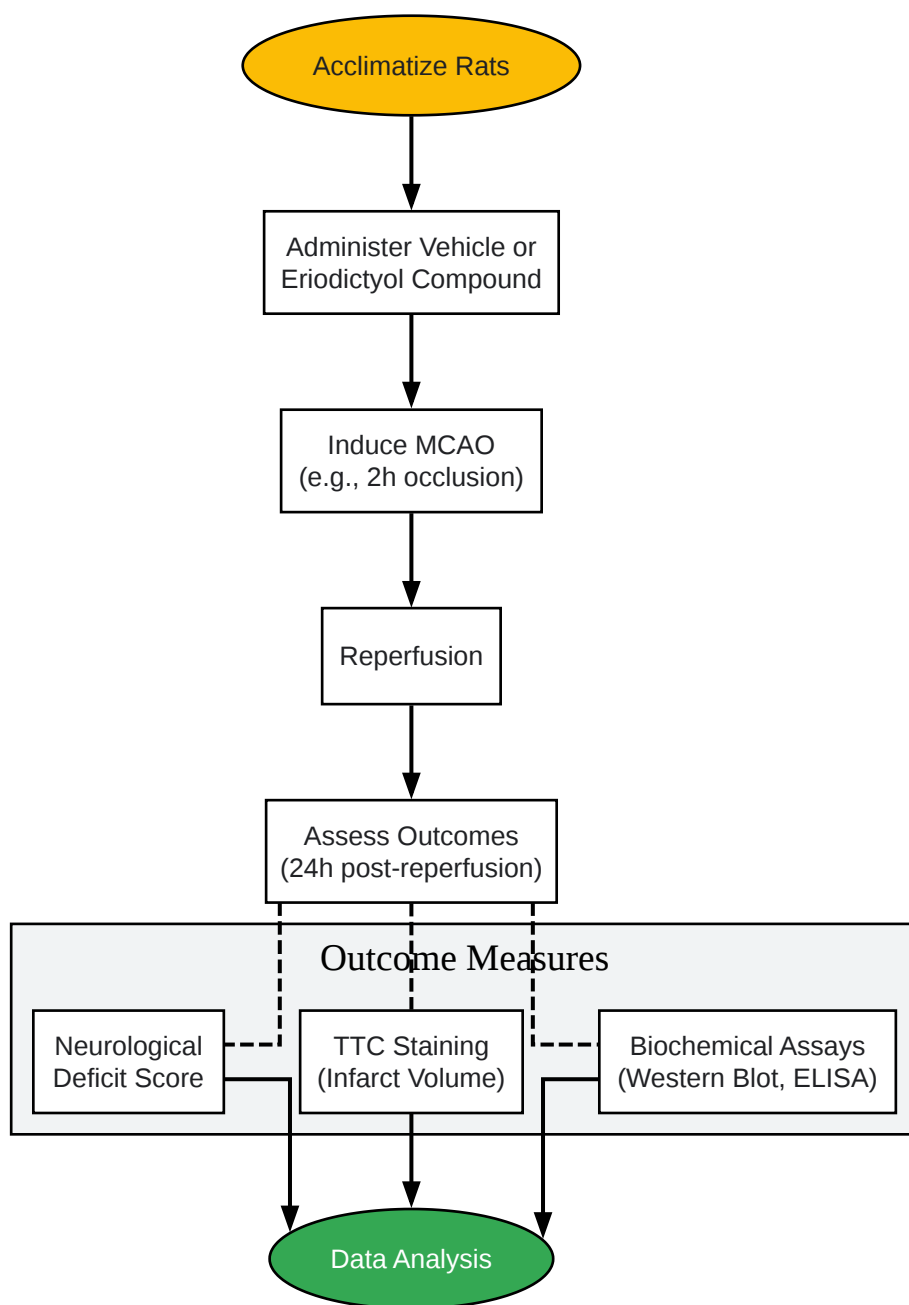 Acclimatize Rats
Administer Vehicle or
Eriodictyol Compound
Induce MCAO
(e.g., 2h occlusion)
Reperfusion
Assess Outcomes
(24h post-reperfusion)
Outcome Measures
Neurological
Deficit Score
TTC Staining
(Infarct Volume)
Biochemical Assays
(Western Blot, ELISA)
Data Analysis